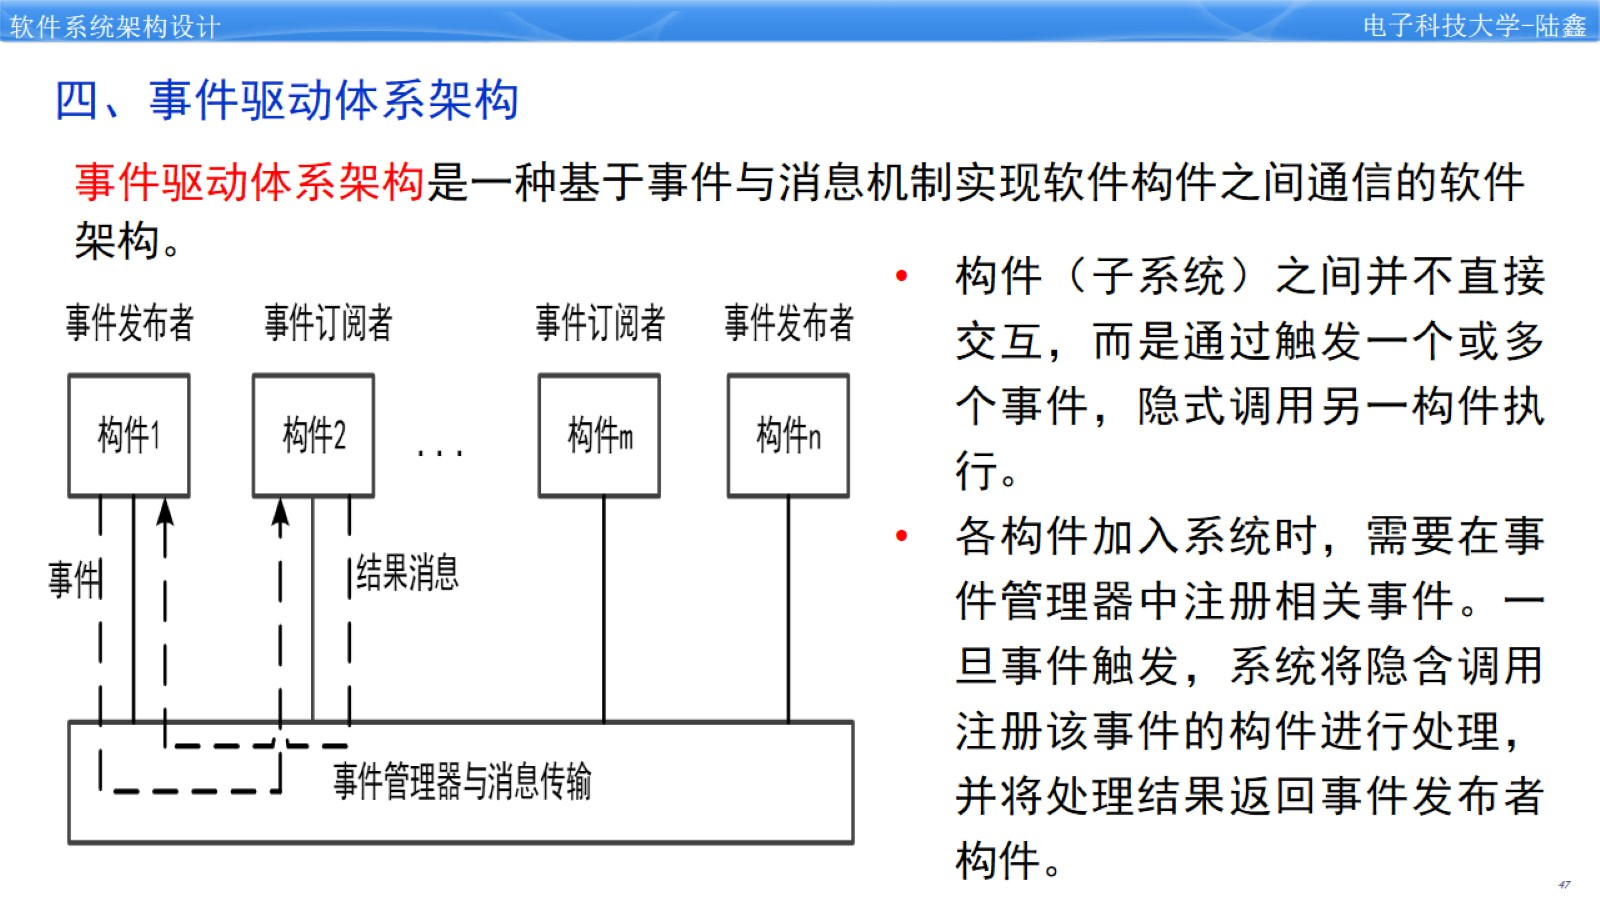 软件系统架构设计
电子科技大学-陆鑫
四、事件驱动体系架构
事件驱动体系架构是一种基于事件与消息机制实现软件构件之间通信的软件
架构。
事件发布者
事件订阅者
事件订阅者
事件发布者
构件1
构件2
...
构件m
构件n
事件
结果消息
事件管理器与消息传输
• 构件（子系统）之间并不直接
交互，而是通过触发一个或多
个事件，隐式调用另一构件执
行。
• 各构件加入系统时，需要在事
件管理器中注册相关事件。一
旦事件触发，系统将隐含调用
注册该事件的构件进行处理，
并将处理结果返回事件发布者
构件。
47